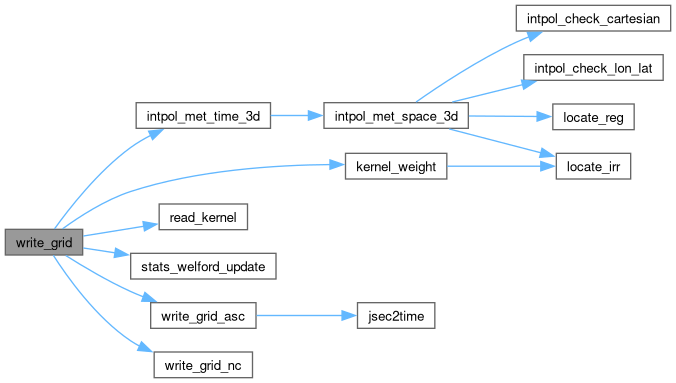 intpol_check_cartesian
intpol_check_lon_lat
intpol_met_time_3d
intpol_met_space_3d
locate_reg
kernel_weight
locate_irr
read_kernel
write_grid
stats_welford_update
write_grid_asc
jsec2time
write_grid_nc